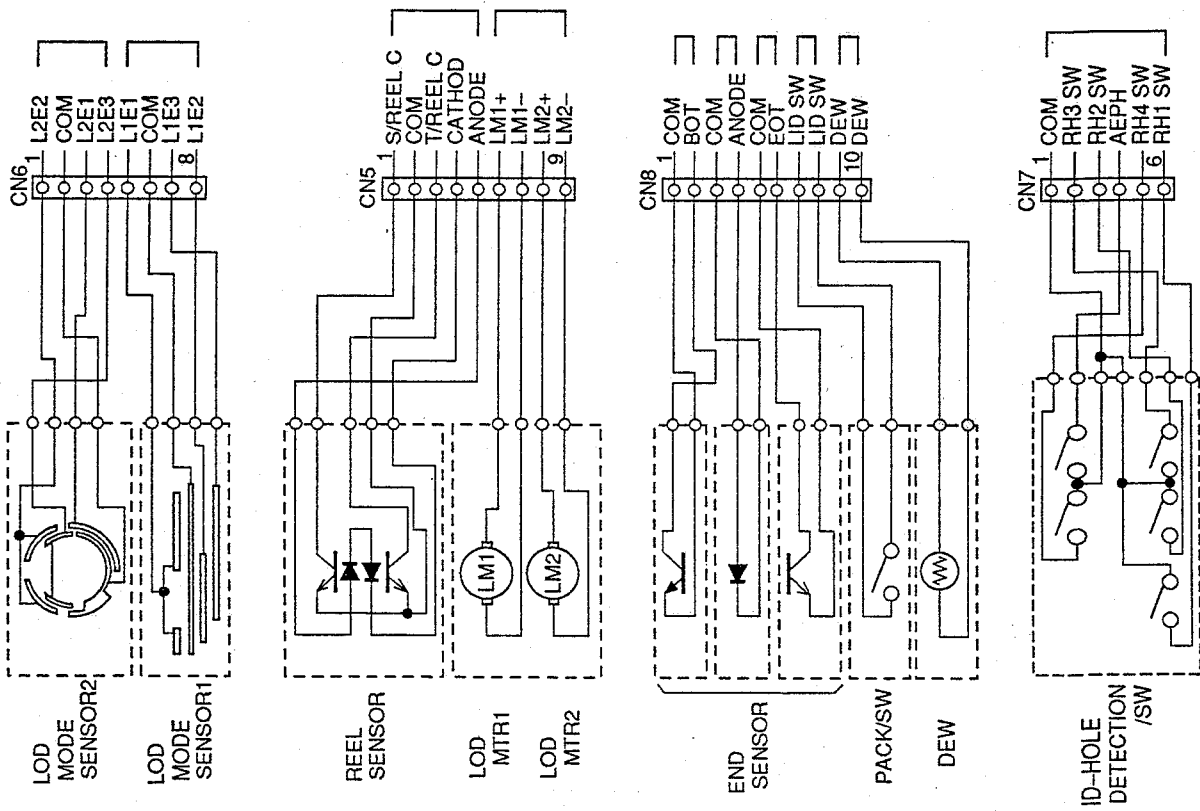 CN6
1
L2E2
COM
L2E1
L2E3
L1E1
COM
L1E3
L1E2
8
LOD
MODE
SENSOR2
LOD
MODE
SENSOR1
CN5
1
S/REEL C
COM
T/REEL C
CATHOD
ANODE
LM1+
LM1-
LM2+
LM2-
9
REEL
SENSOR
LM1
LM2
LOD
MTR1
LOD
MTR2
CN8
1
COM
BOT
COM
ANODE
COM
EOT
LID SW
LID SW
DEW
DEW
10
END
SENSOR
PACK/SW
DEW
CN7
1
COM
RH3 SW
RH2 SW
AEPH
RH4 SW
RH1 SW
6
ID-HOLE
DETECTION
/SW